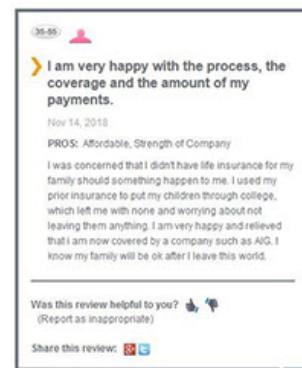 35-55
I am very happy with the process, the
coverage and the amount of my
payments.
Nov 14, 2018
PROS: Affordable, Strength of Company
I was concerned that I didn't have life insurance for my
family should something happen to me. I used my
prior insurance to put my children through college,
which left me with none and worrying about not
leaving them anything. I am very happy and relieved
that i am now covered by a company such as AIG. I
know my family will be ok after I leave this world.
Was this review helpful to you?
(Report as inappropriate)
Share this review: